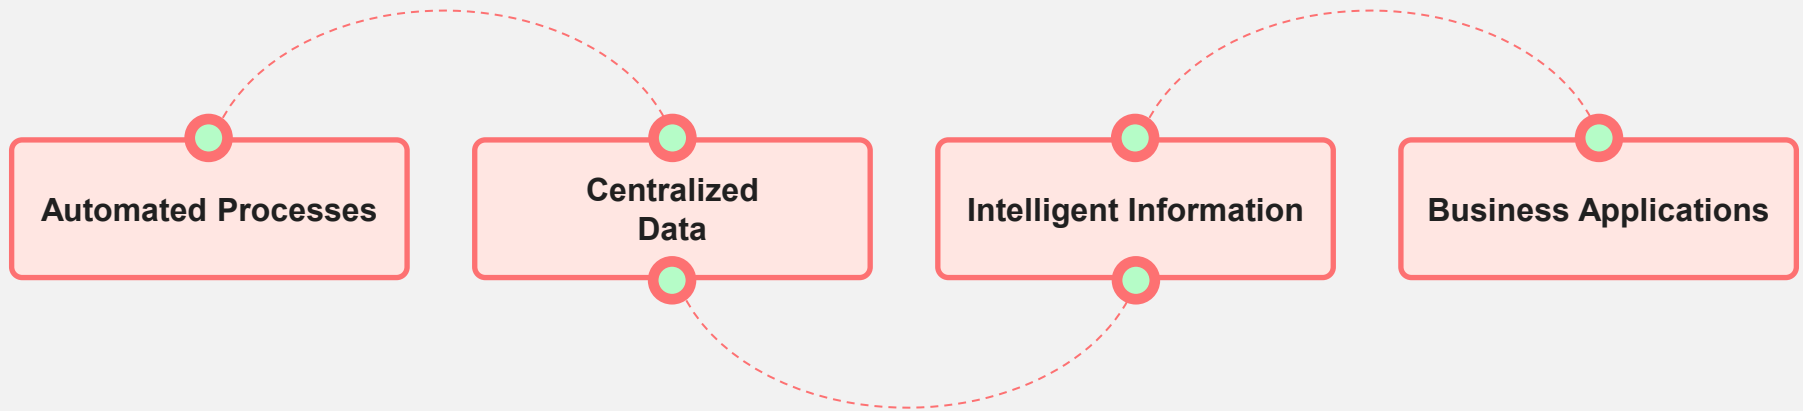 Automated Processes
Centralized
Data
Intelligent Information
Business Applications